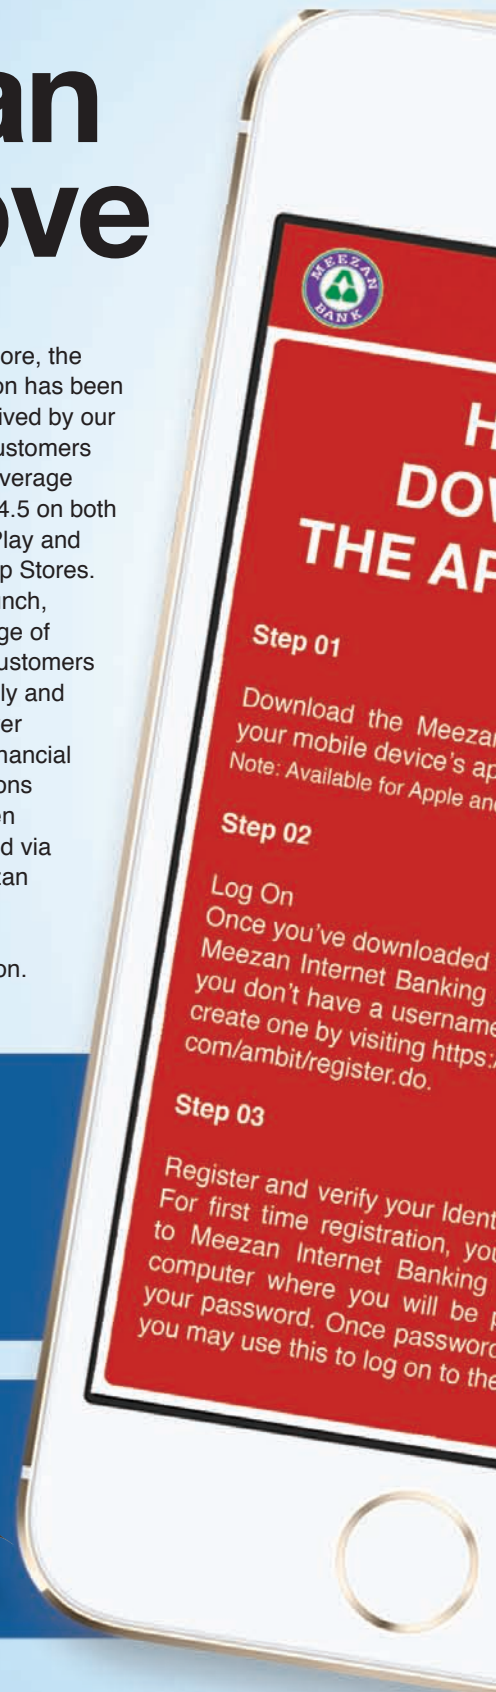 an
ove
ore, the
on has been
ived by our
ustomers
verage
4.5 on both
Play and
p Stores.
unch,
ge of
ustomers
ly and
er
nancial
ons
en
d via
zan
on.
MEEZAN
BANK
H
DOW
THE AP
Step 01
Download the Meezan
your mobile device's ap
Note: Available for Apple and
Step 02
Log On
Once you've downloaded
Meezan Internet Banking
you don't have a username
create one by visiting https:/
com/ambit/register.do.
Step 03
Register and verify your Ident
For first time registration, you
to Meezan Internet Banking
computer where you will be p
your password. Once password
you may use this to log on to the